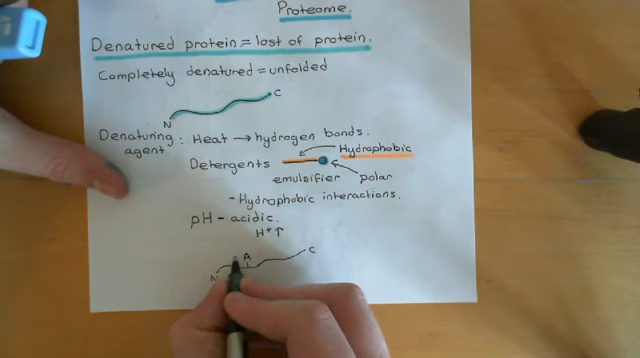 Proteome.
Denatured protein = lost of protein.
Completely denatured = unfolded
C
N
Denaturing : Heat → hydrogen bonds.
agent
Hydrophobic
Detergents
emulsifier polar
- Hydrophobic interactions.
pH - acidic.
H+ ↑
A C
N